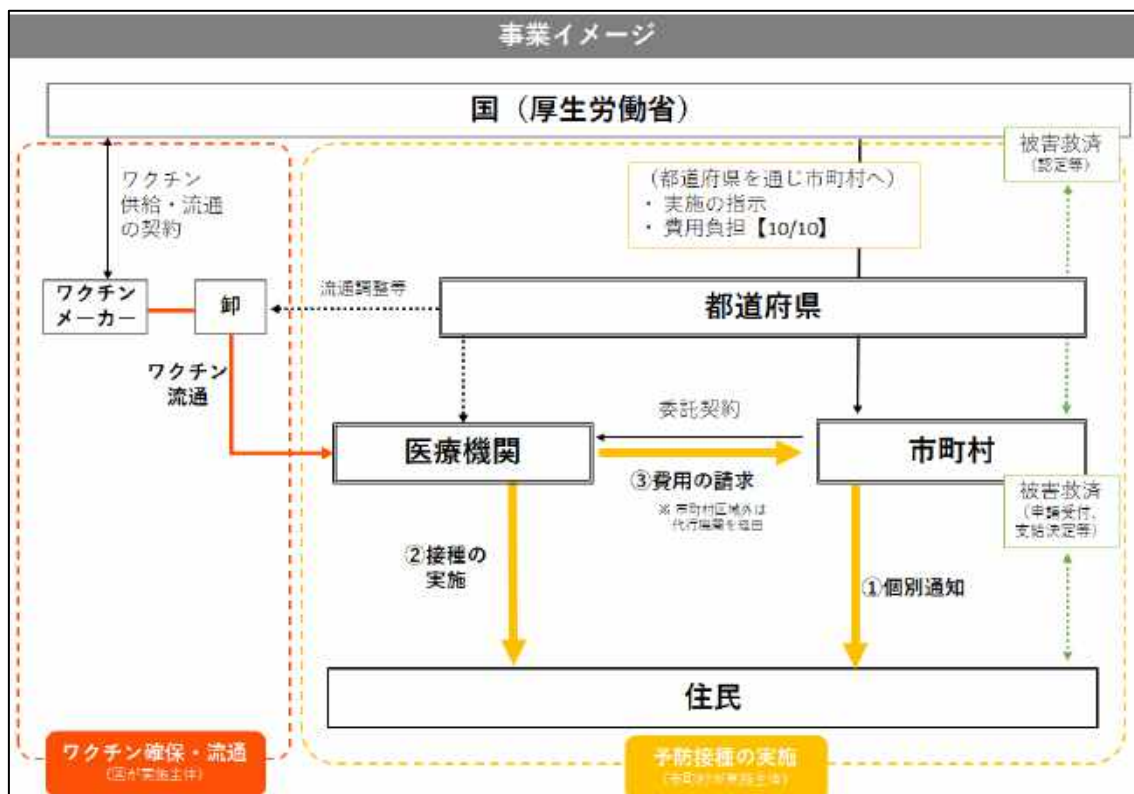 事業イメージ
国（厚生労働省）
被害救済
（認定等）
ワクチン
供給・流通
の契約
（都道府県を通じ市町村へ）
・ 実施の指示
・ 費用負担【10/10】
ワクチン
メーカー
卸
流通調整等
都道府県
ワクチン
流通
委託契約
医療機関
市町村
③費用の請求
※ 市町村区域外は
代行機関を経由
被害救済
（申請受付、
支給決定等）
②接種の
実施
①個別通知
住民
ワクチン確保・流通
（国が実施主体）
予防接種の実施
（市町村が実施主体）